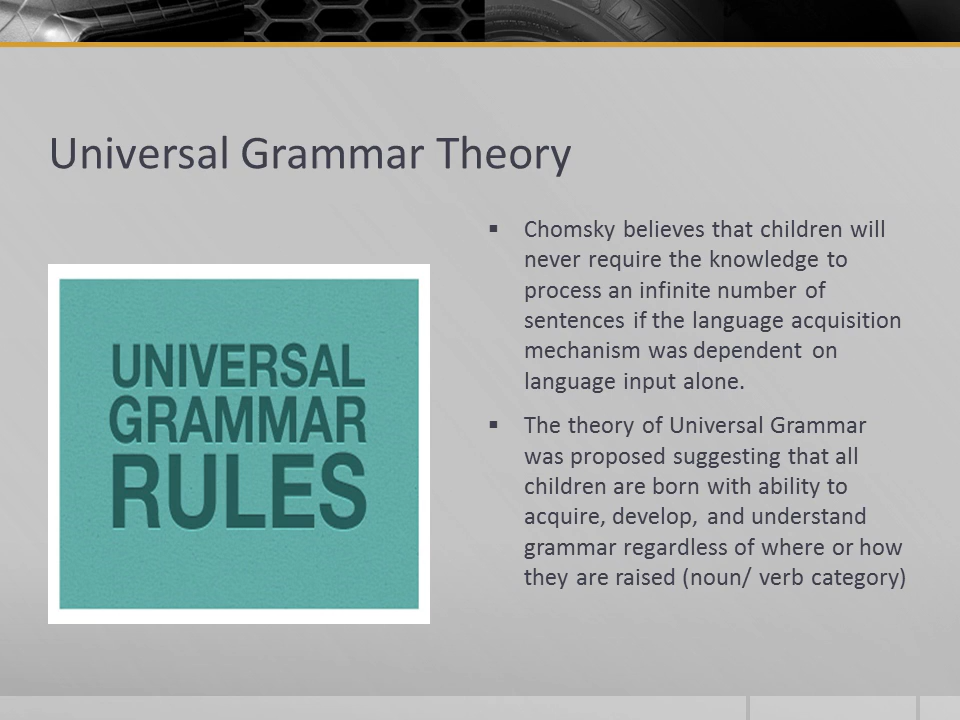 Universal Grammar Theory
UNIVERSAL
GRAMMAR
RULES
▪ Chomsky believes that children will
never require the knowledge to
process an infinite number of
sentences if the language acquisition
mechanism was dependent on
language input alone.
▪ The theory of Universal Grammar
was proposed suggesting that all
children are born with ability to
acquire, develop, and understand
grammar regardless of where or how
they are raised (noun/ verb category)